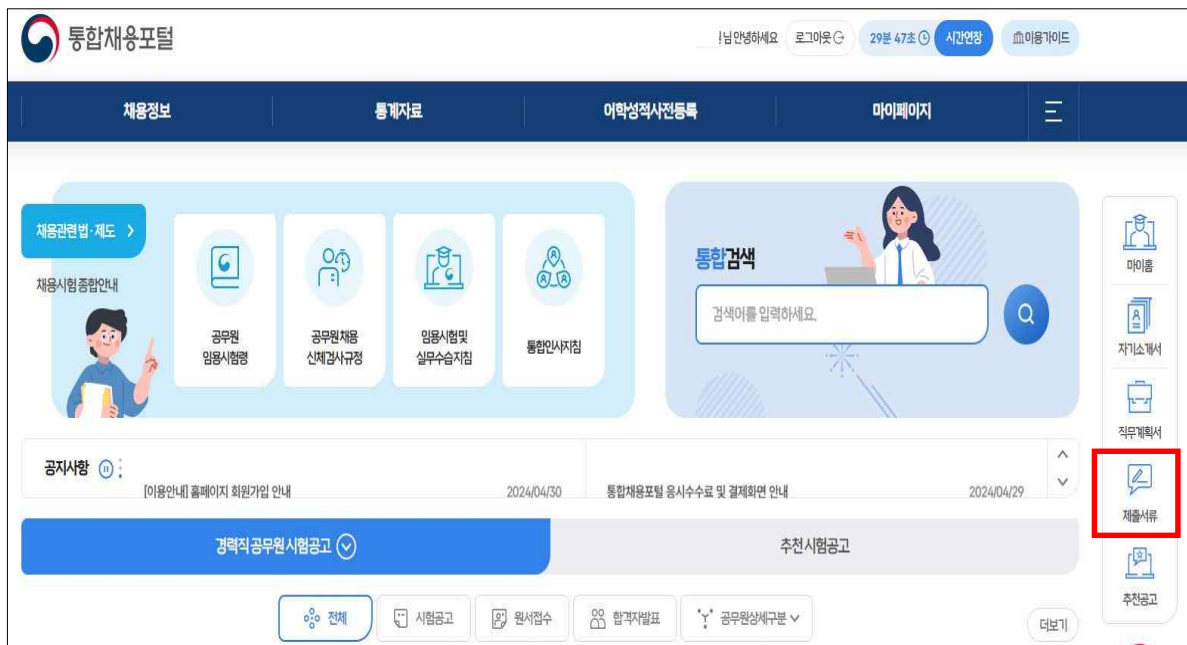 통합채용포털
님 안녕하세요
로그아웃
29분 47초
시간연장
이용가이드
채용정보
통계자료
어학성적사전등록
마이페이지
채용관련 법·제도
채용시험 종합안내
공무원
임용시험령
공무원 채용
신체검사규정
임용시험 및
실무수습지침
통합인사지침
통합검색
검색어를 입력하세요.
마이홈
자기소개서
직무계획서
제출서류
추천공고
공지사항
[이용안내] 홈페이지 회원가입 안내
2024/04/30
통합채용포털 응시수수료 및 결제화면 안내
2024/04/29
경력직 공무원 시험공고
추천 시험공고
전체
시험공고
원서접수
합격자발표
공무원상세구분
더보기